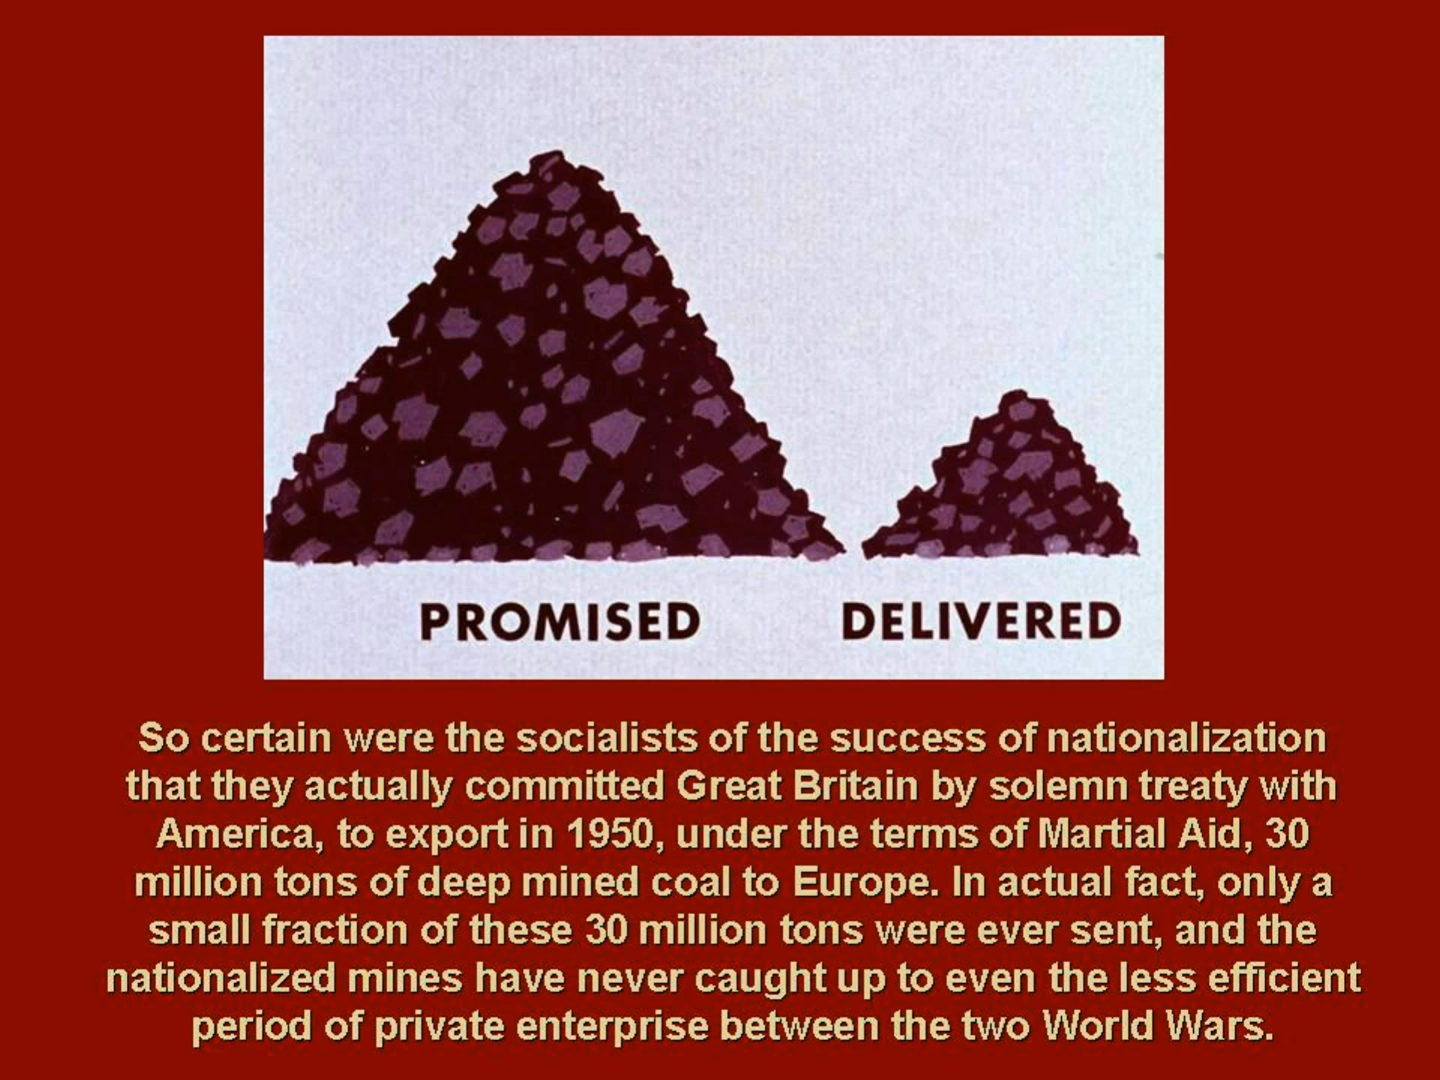 PROMISED DELIVERED
So certain were the socialists of the success of nationalization
that they actually committed Great Britain by solemn treaty with
America, to export in 1950, under the terms of Martial Aid, 30
million tons of deep mined coal to Europe. In actual fact, only a
small fraction of these 30 million tons were ever sent, and the
nationalized mines have never caught up to even the less efficient
period of private enterprise between the two World Wars.